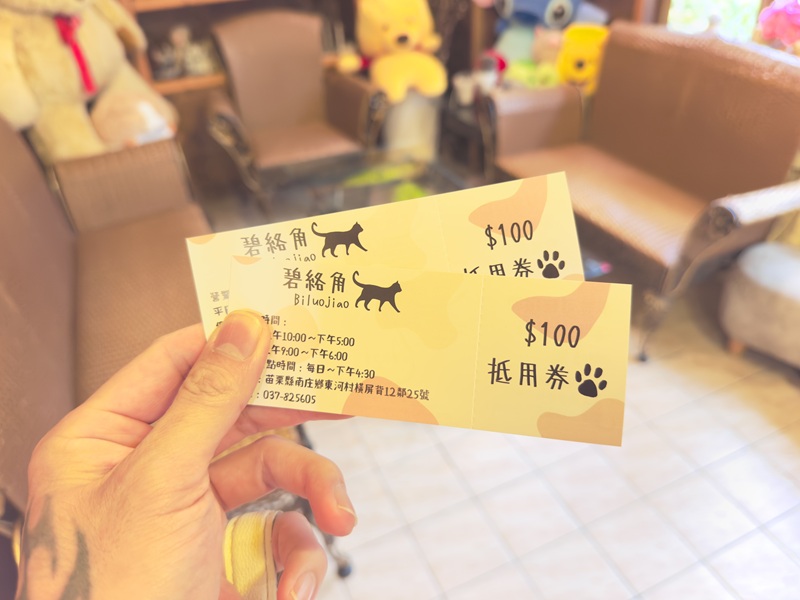 碧絡角
$100
抵用券
碧絡角
Biluojiao
時間：
午10:00~下午5:00
午9:00~下午6:00
點時間：每日~下午4:30
：苗栗縣南庄鄉東河村橫屏背12鄰25號
：037-825605
$100
抵用券